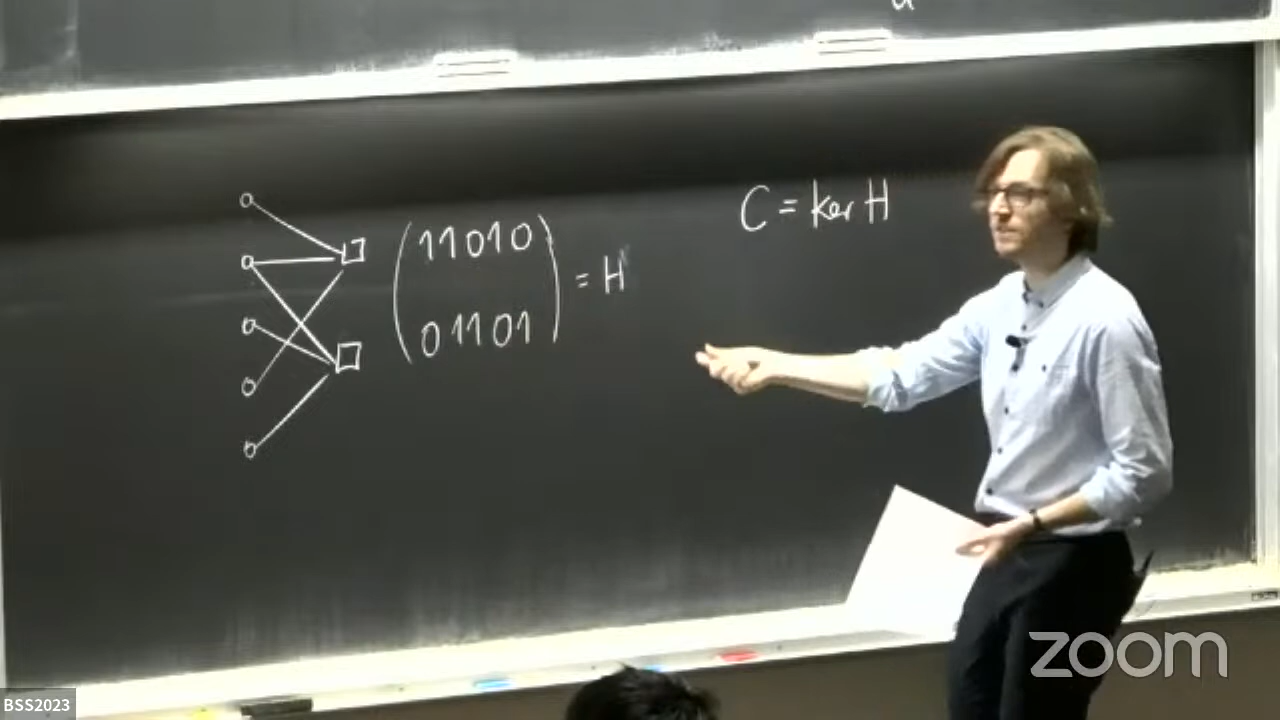 11010
01101
= H
C = ker H
BSS2023
zoom